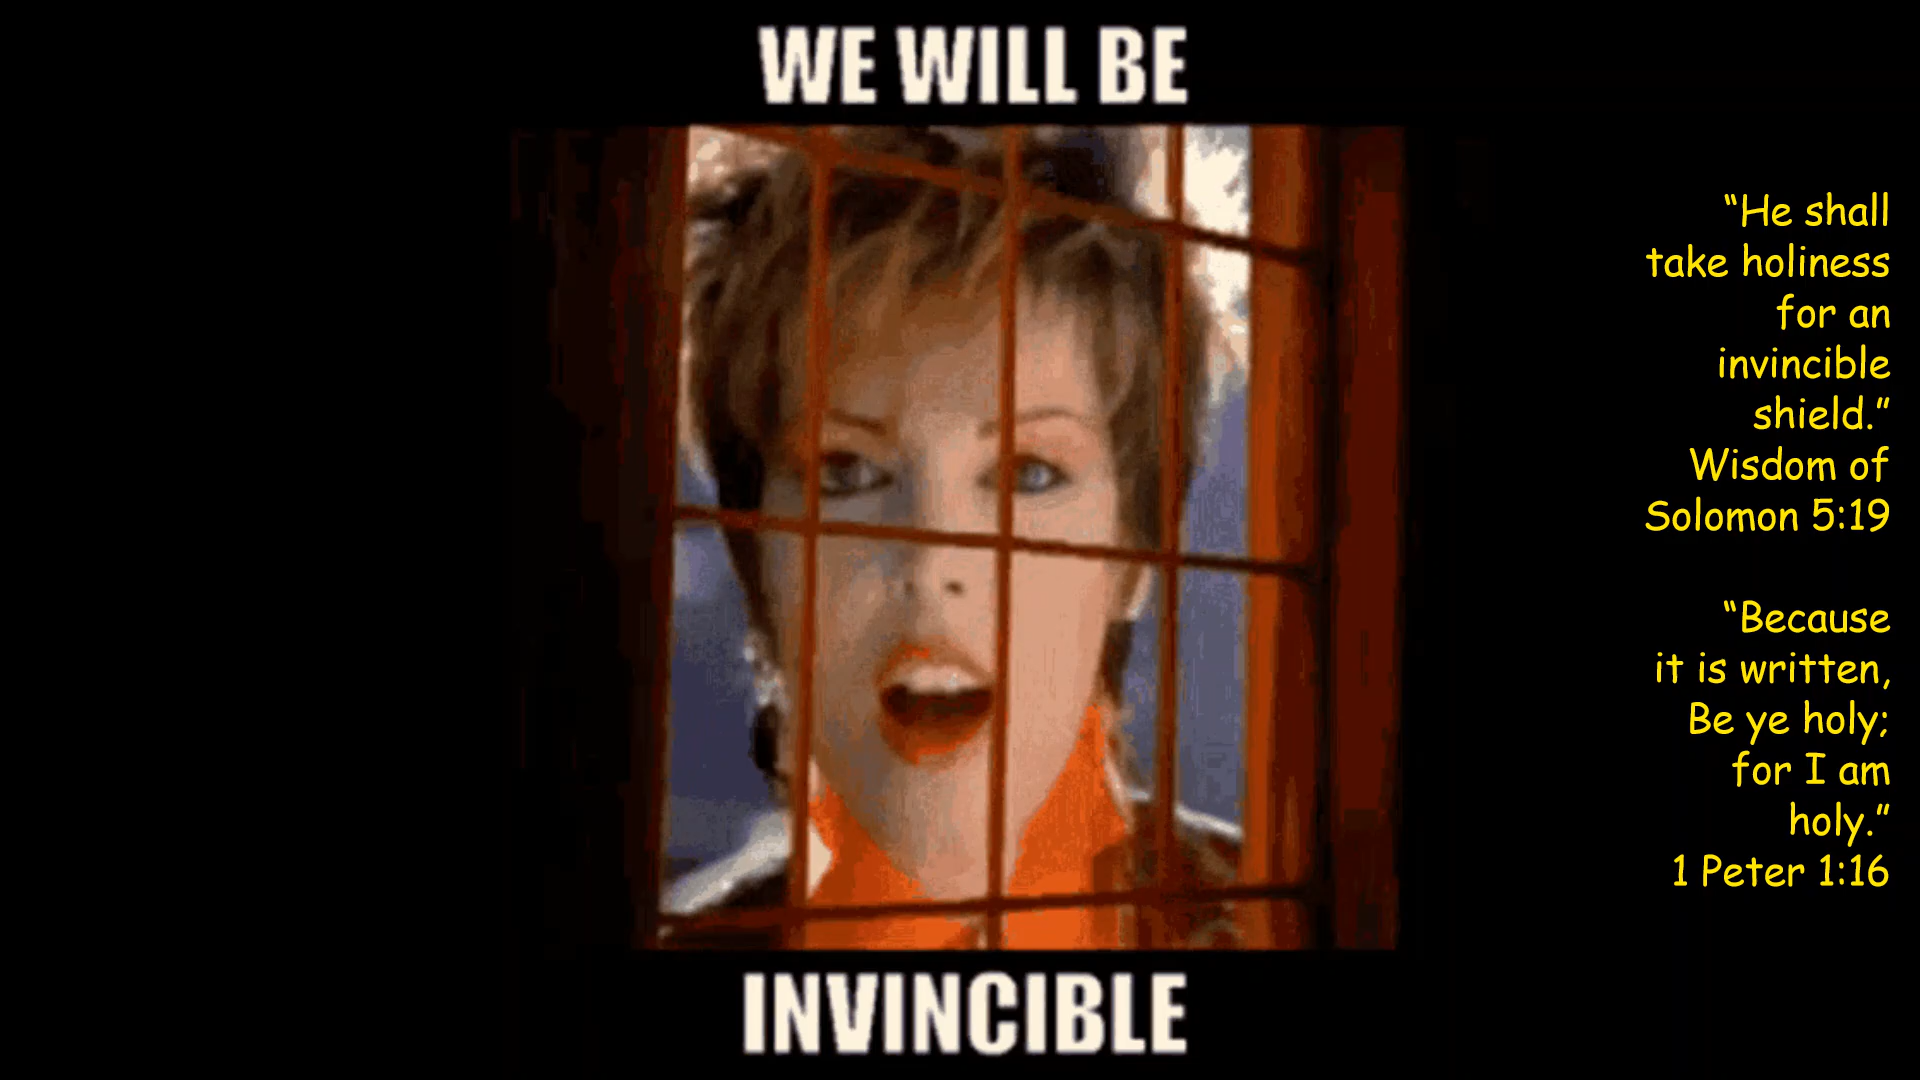 WE WILL BE
“He shall
take holiness
for an
invincible
shield.”
Wisdom of
Solomon 5:19
“Because
it is written,
Be ye holy;
for I am
holy.”
1 Peter 1:16
INVINCIBLE